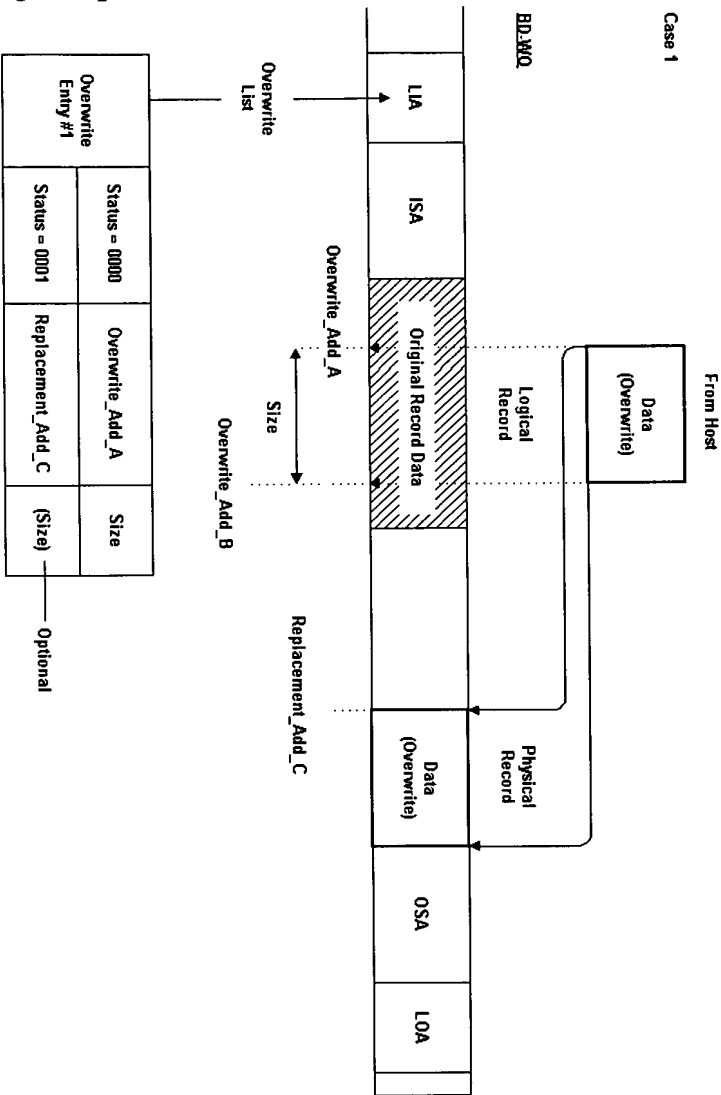 Case 1
From Host
Data
(Overwrite)
BD-WO
Logical
Record
Physical
Record
LIA
ISA
Original Record Data
Data
(Overwrite)
OSA
LOA
Overwrite_Add_A
Size
Overwrite_Add_B
Replacement_Add_C
Overwrite
List
Overwrite
Entry #1
Status = 0000
Overwrite_Add_A
Size
Status = 0001
Replacement_Add_C
(Size)
Optional